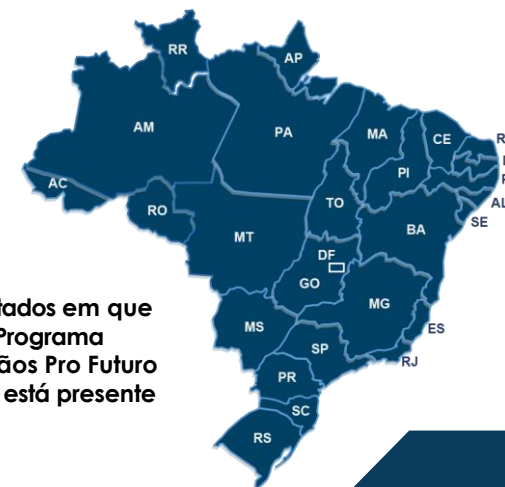 RR
AP
AM
PA
MA
CE
R
PI
P
AC
RO
TO
AL
SE
BA
MT
DF
GO
MG
ES
MS
SP
RJ
PR
SC
RS
tados em que
Programa
ãos Pro Futuro
está presente